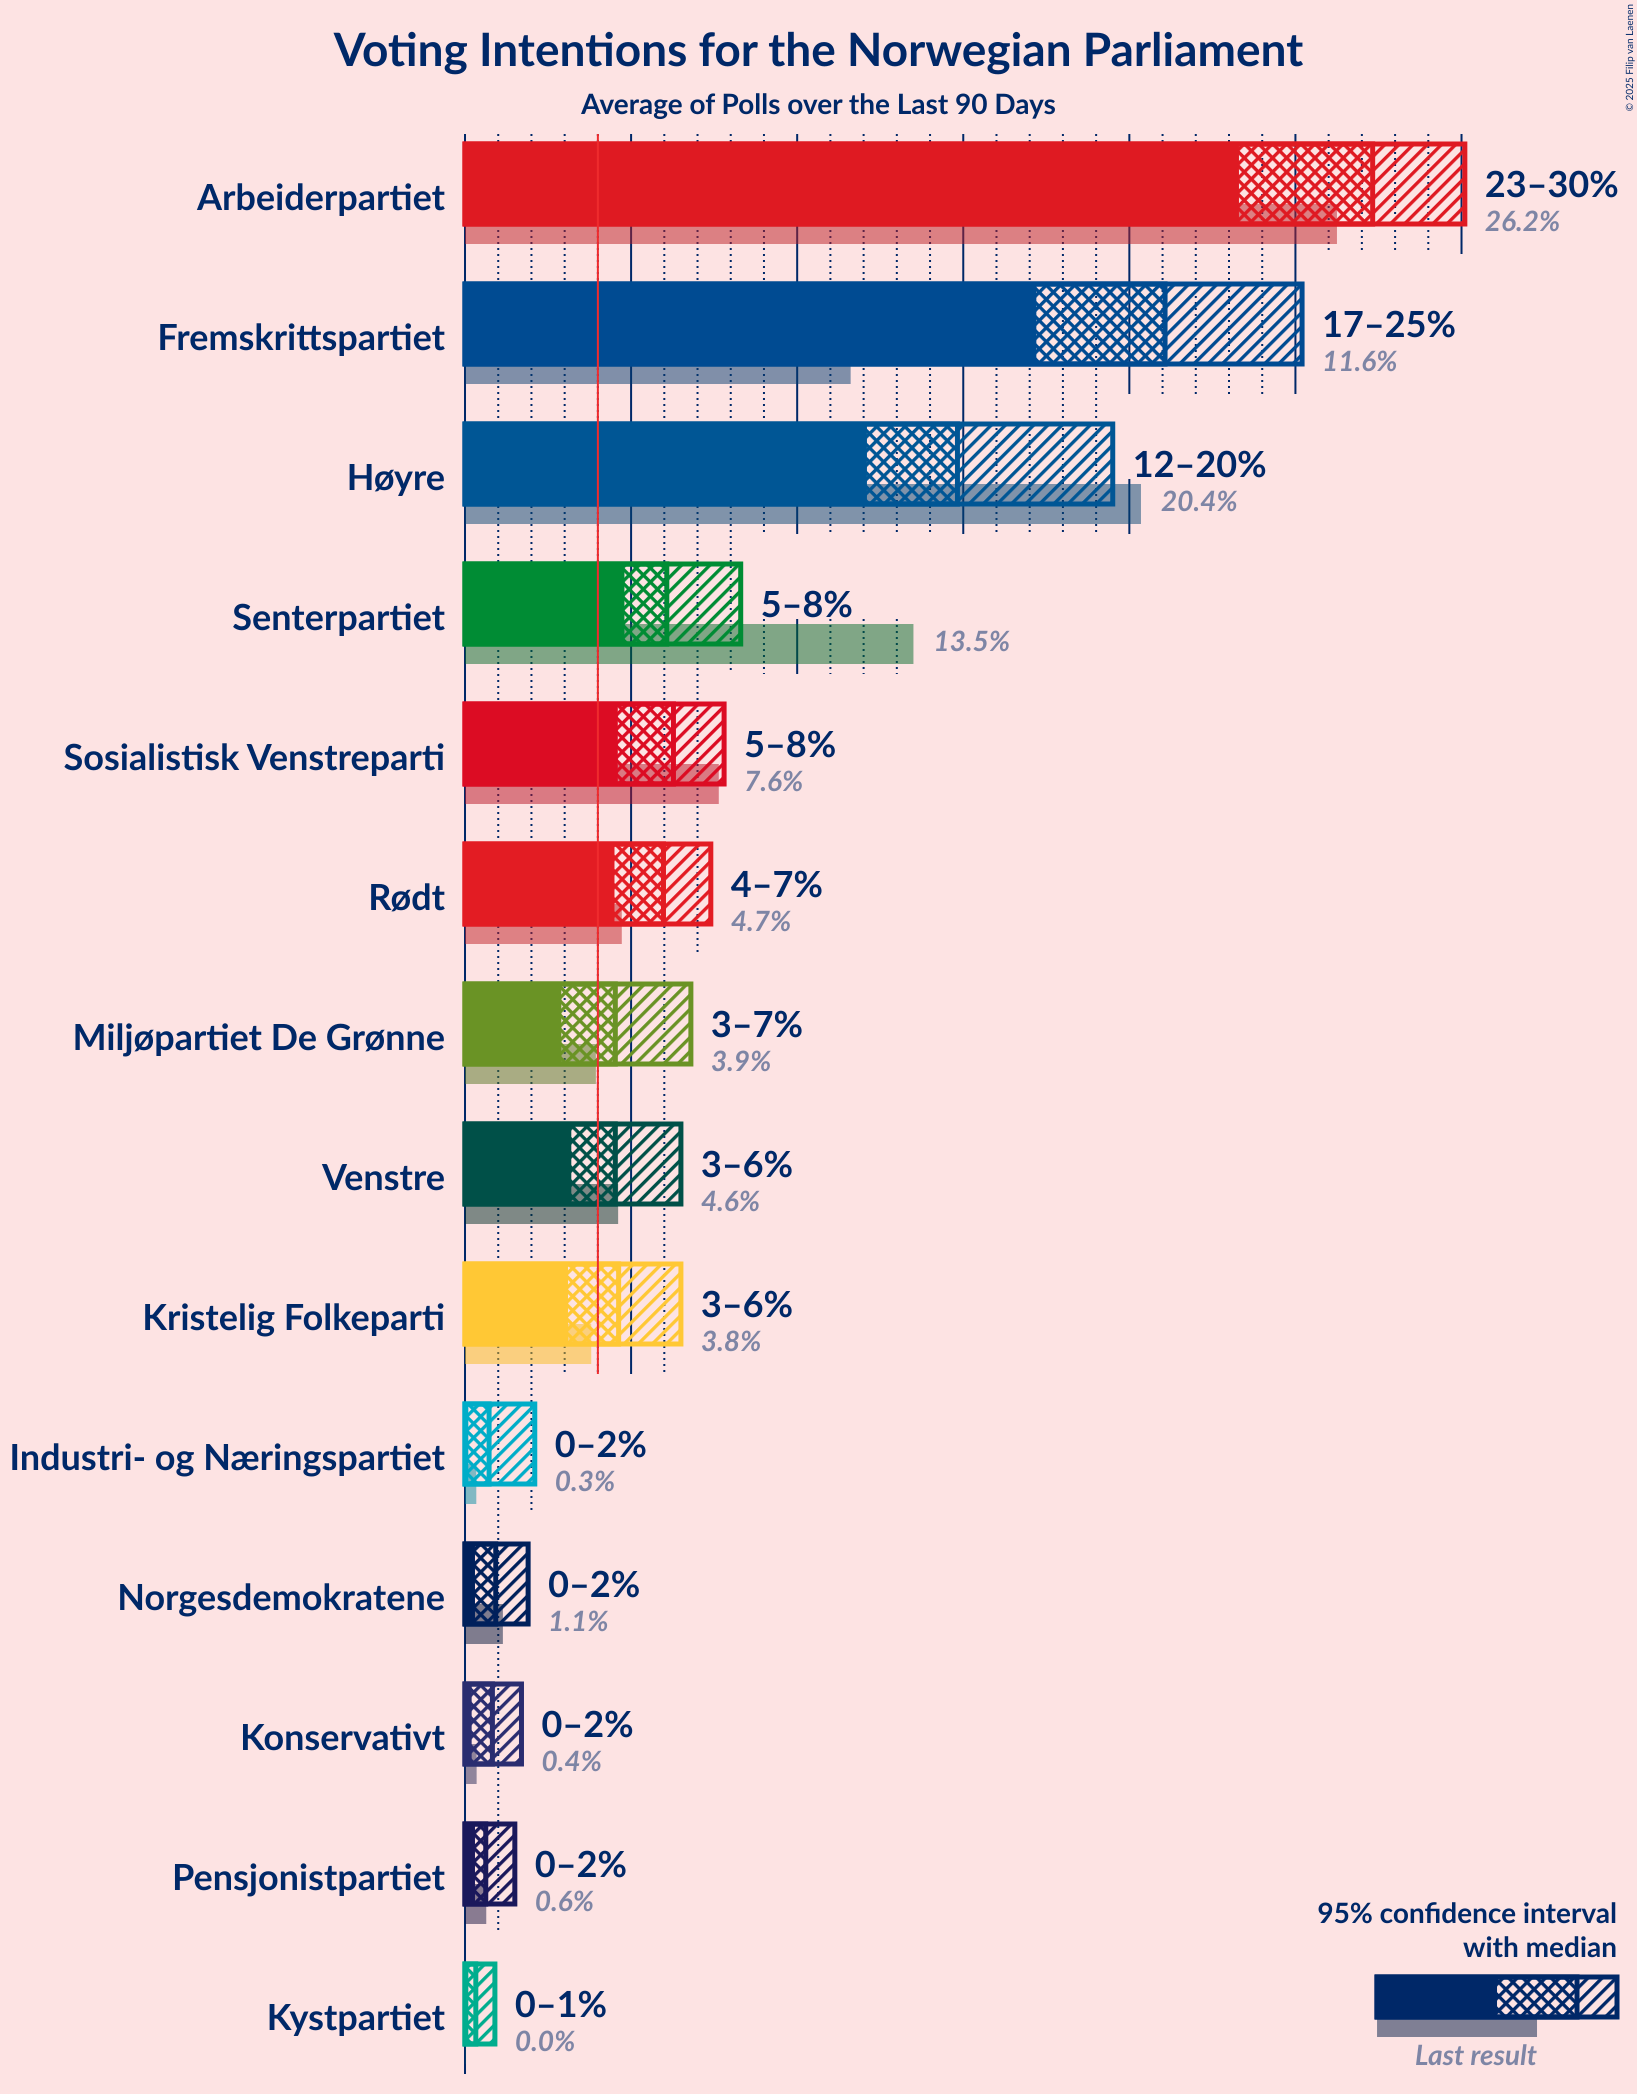 Voting Intentions for the Norwegian Parliament
Average of Polls over the Last 90 Days
© 2025 Filip van Laenen
Arbeiderpartiet
23–30%
26.2%
Fremskrittspartiet
17–25%
11.6%
Høyre
12–20%
20.4%
Senterpartiet
5–8%
13.5%
Sosialistisk Venstreparti
5–8%
7.6%
Rødt
4–7%
4.7%
Miljøpartiet De Grønne
3–7%
3.9%
Venstre
3–6%
4.6%
Kristelig Folkeparti
3–6%
3.8%
Industri- og Næringspartiet
0–2%
0.3%
Norgesdemokratene
0–2%
1.1%
Konservativt
0–2%
0.4%
Pensjonistpartiet
0–2%
0.6%
Kystpartiet
0–1%
0.0%
95% confidence interval
with median
Last result